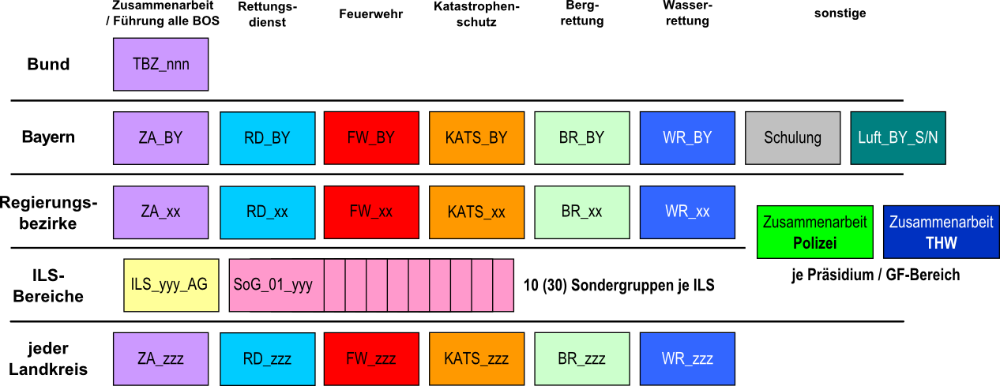 Zusammenarbeit
/ Führung alle BOS
Rettungs-
dienst
Feuerwehr
Katastrophen-
schutz
Berg-
rettung
Wasser-
rettung
sonstige
Bund
TBZ_nnn
Bayern
ZA_BY
RD_BY
FW_BY
KATS_BY
BR_BY
WR_BY
Schulung
Luft_BY_S/N
Regierungs-
bezirke
ZA_xx
RD_xx
FW_xx
KATS_xx
BR_xx
WR_xx
Zusammenarbeit
Polizei
Zusammenarbeit
THW
je Präsidium / GF-Bereich
ILS-
Bereiche
ILS_yyy_AG
SoG_01_yyy
10 (30) Sondergruppen je ILS
jeder
Landkreis
ZA_zzz
RD_zzz
FW_zzz
KATS_zzz
BR_zzz
WR_zzz